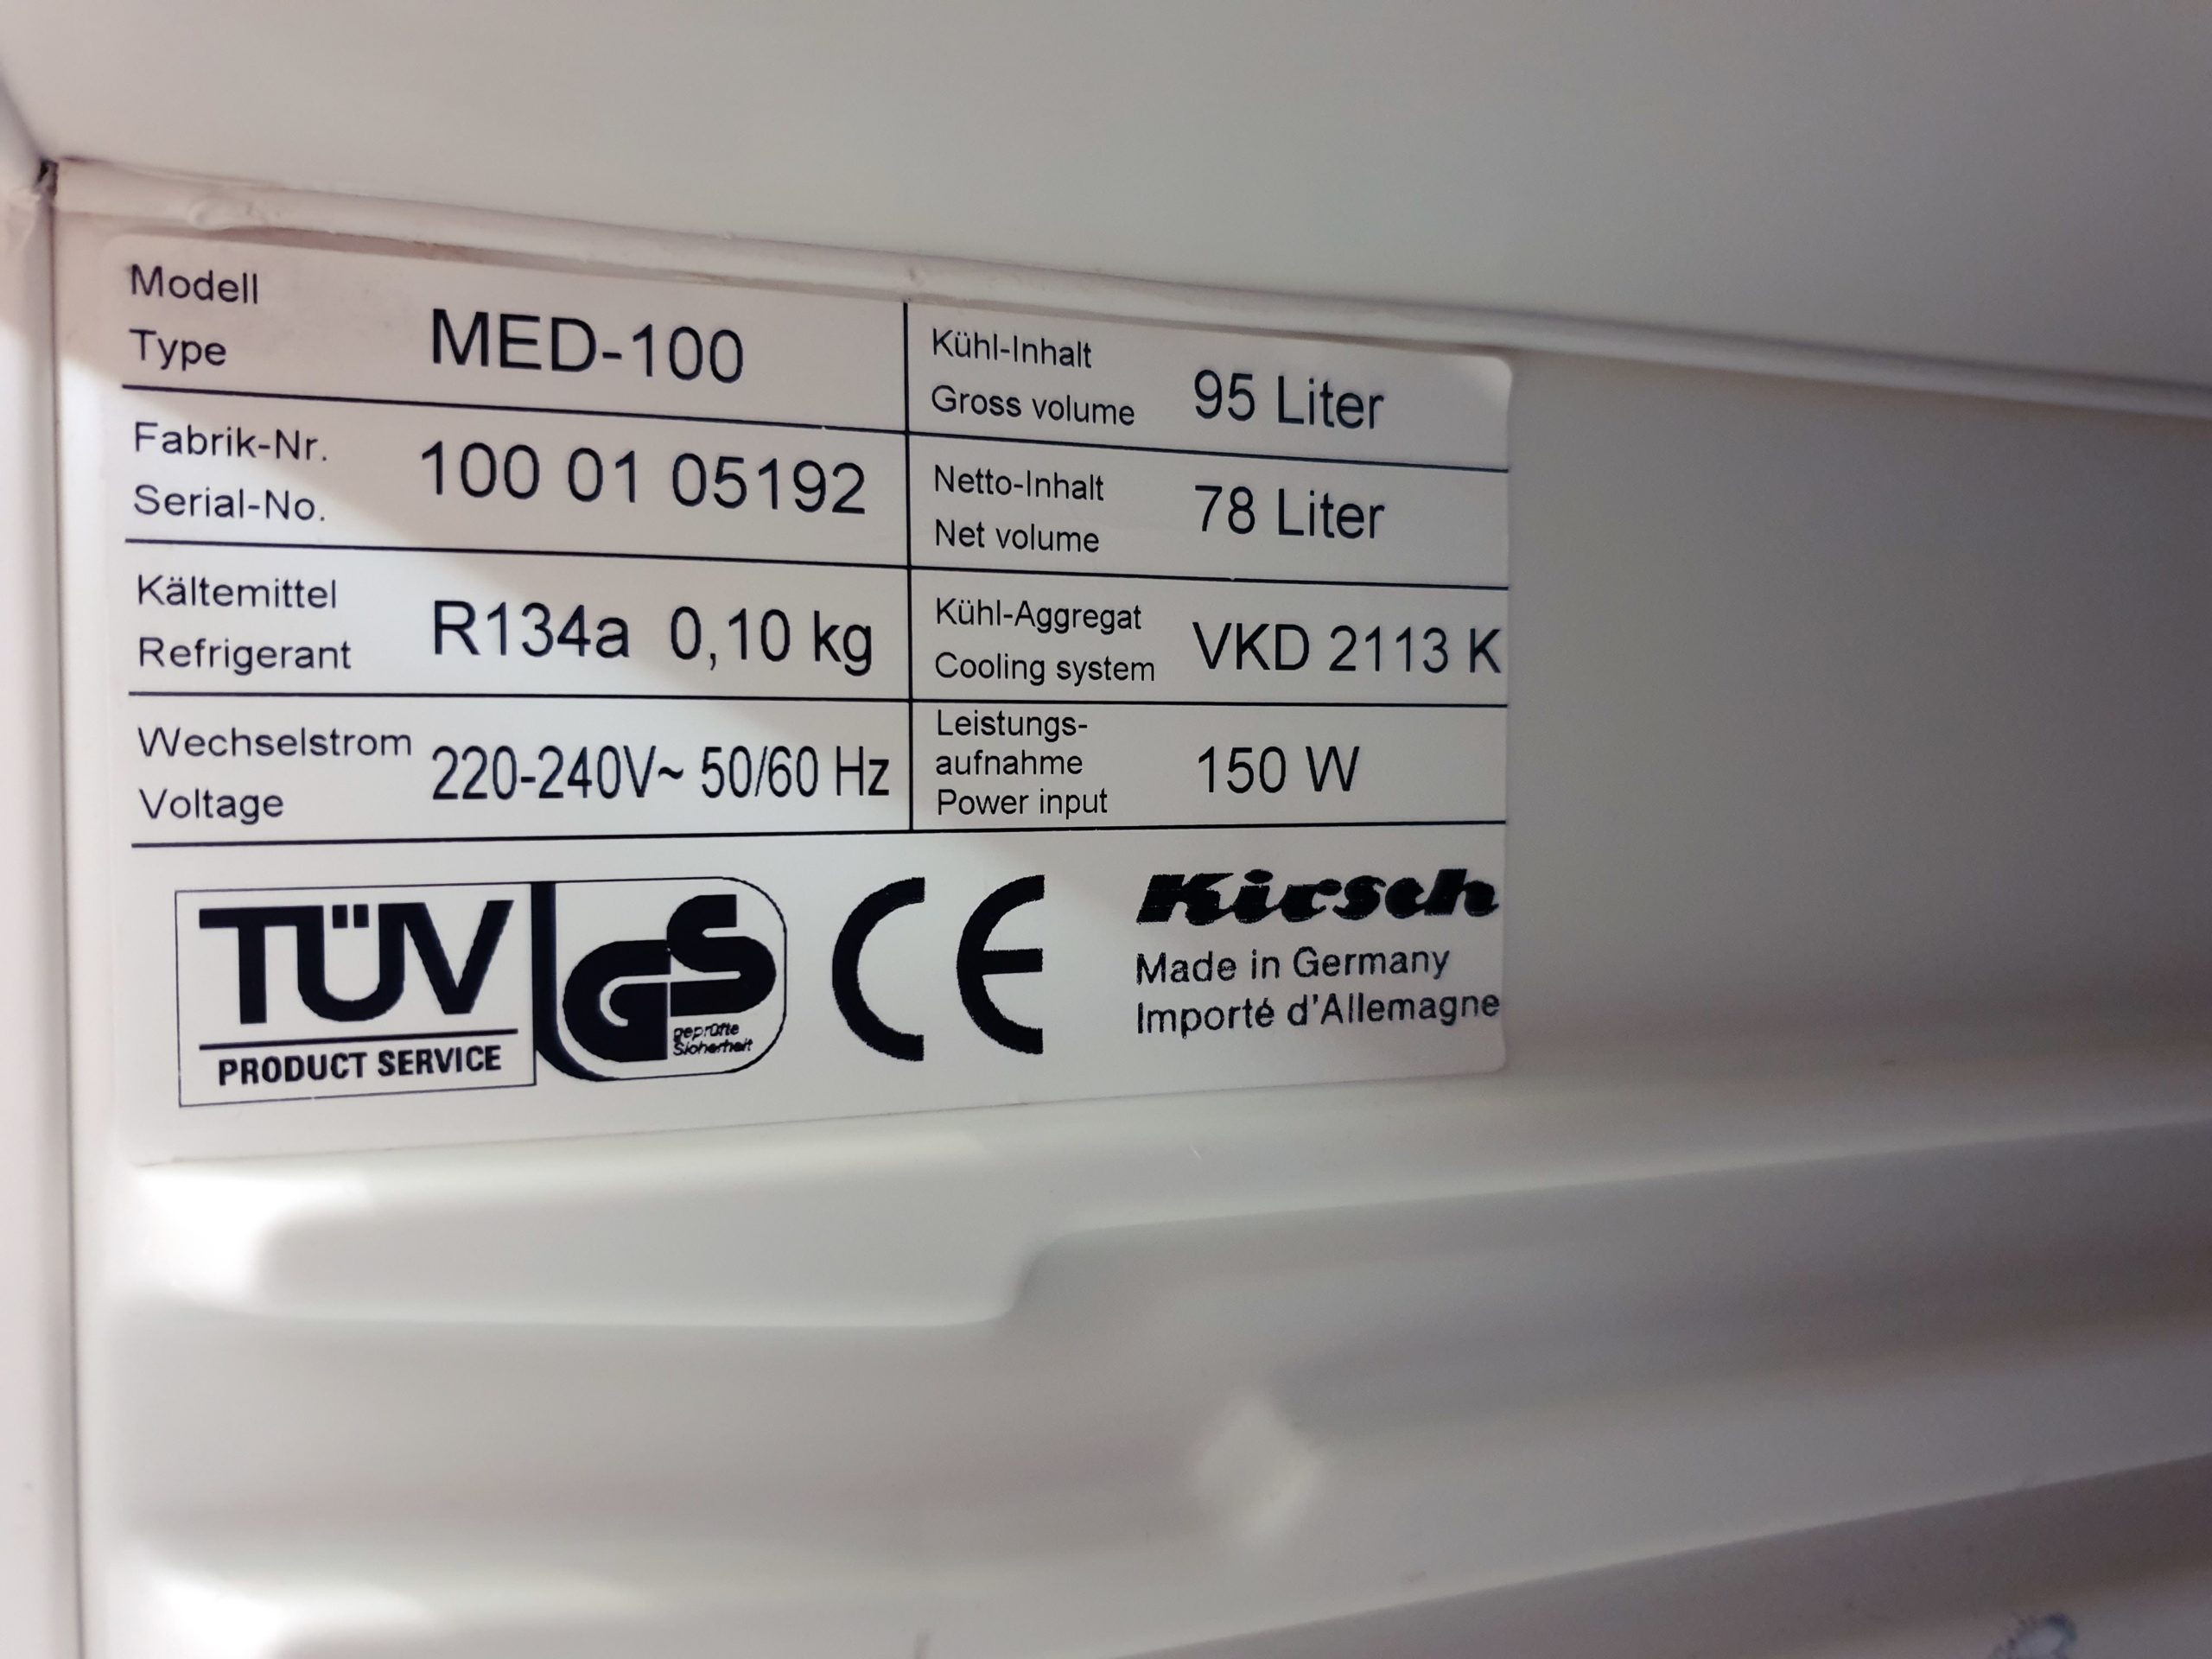 Modell
Type
MED-100
Kühl-Inhalt
Gross volume
95 Liter
Fabrik-Nr.
Serial-No.
100 01 05192
Netto-Inhalt
Net volume
78 Liter
Kältemittel
Refrigerant
R134a 0,10 kg
Kühl-Aggregat
Cooling system
VKD 2113 K
Wechselstrom
Voltage
220-240V~ 50/60 Hz
Leistungs-
aufnahme
Power input
150 W
TÜV
PRODUCT SERVICE
GS
geprüfte
Sicherheit
CE
Kirsch
Made in Germany
Importé d'Allemagne